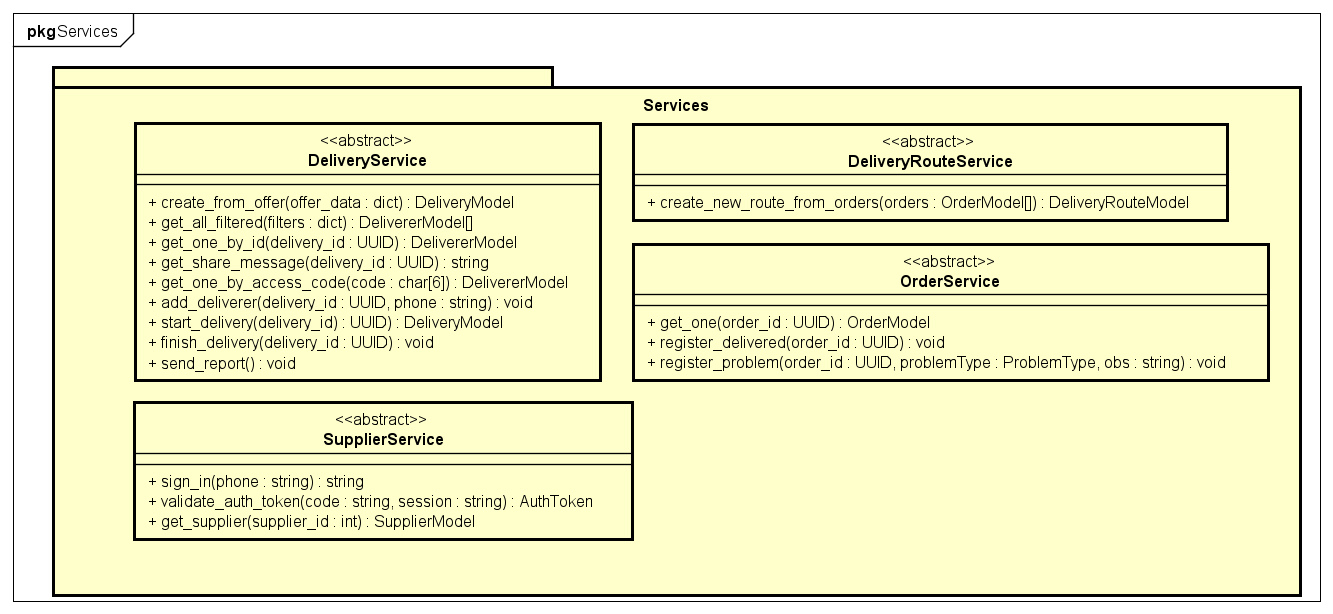 pkgServices
Services
<<abstract>>
DeliveryService
+ create_from_offer(offer_data : dict) : DeliveryModel
+ get_all_filtered(filters : dict) : DelivererModel[]
+ get_one_by_id(delivery_id : UUID) : DelivererModel
+ get_share_message(delivery_id : UUID) : string
+ get_one_by_access_code(code : char[6]) : DelivererModel
+ add_deliverer(delivery_id : UUID, phone : string) : void
+ start_delivery(delivery_id) : UUID) : DeliveryModel
+ finish_delivery(delivery_id : UUID) : void
+ send_report() : void
<<abstract>>
DeliveryRouteService
+ create_new_route_from_orders(orders : OrderModel[]) : DeliveryRouteModel
<<abstract>>
OrderService
+ get_one(order_id : UUID) : OrderModel
+ register_delivered(order_id : UUID) : void
+ register_problem(order_id : UUID, problemType : ProblemType, obs : string) : void
<<abstract>>
SupplierService
+ sign_in(phone : string) : string
+ validate_auth_token(code : string, session : string) : AuthToken
+ get_supplier(supplier_id : int) : SupplierModel